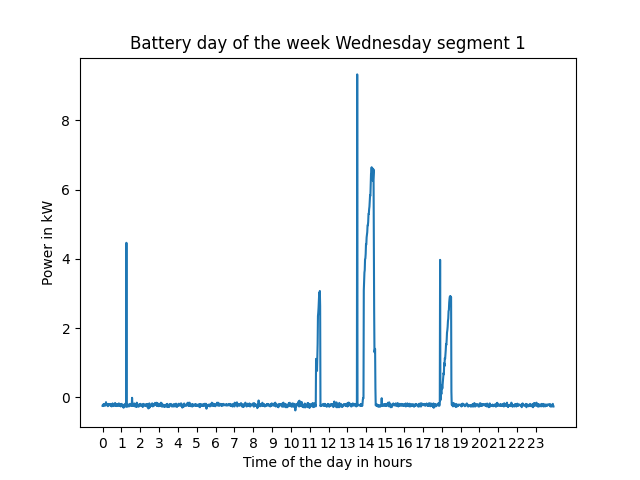 Battery day of the week Wednesday segment 1
8
6
4
2
0
Power in kW
0 1 2 3 4 5 6 7 8 9 10 11 12 13 14 15 16 17 18 19 20 21 22 23
Time of the day in hours